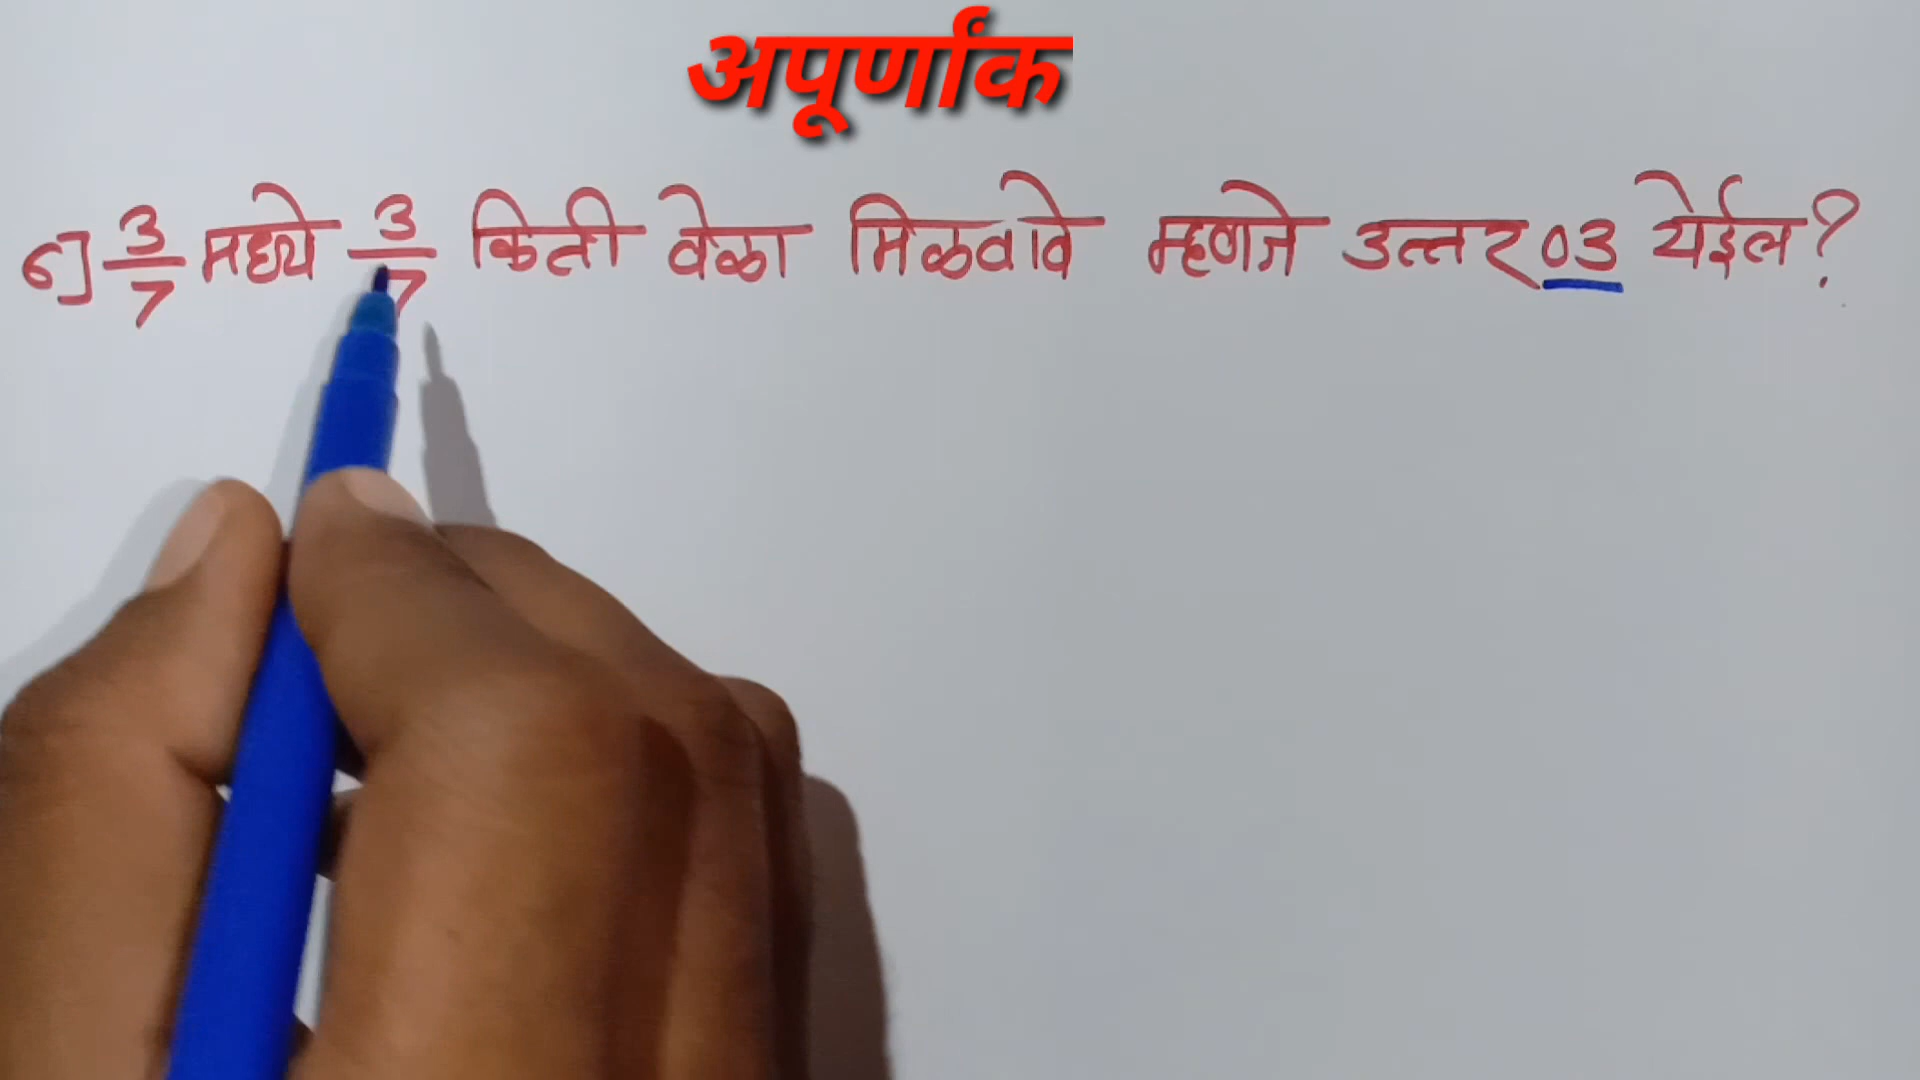 अपूर्णांक
6] 3/7 मध्ये 3/7 किती वेळा मिळवावे म्हणजे उत्तर 03 येईल?